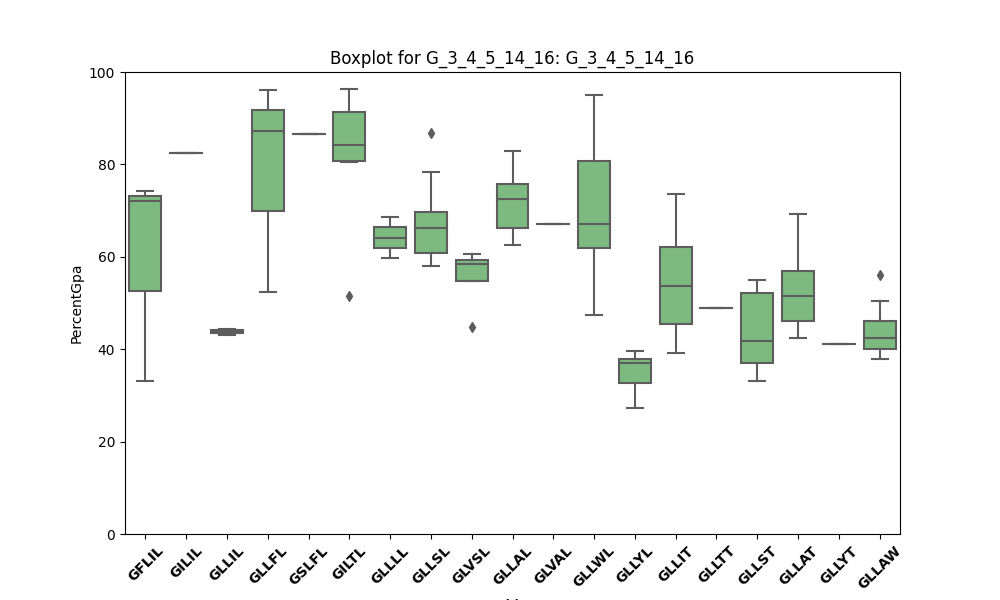 Boxplot for G_3_4_5_14_16: G_3_4_5_14_16
PercentGpa
100
80
60
40
20
0
GFLIL GILIL GLLIL GLLFL GSLFL GILTL GLLLL GLLSL GLVSL GLLAL GLVAL GLLWL GLLYL GLLIT GLLTT GLLST GLLAT GLLYT GLLAW